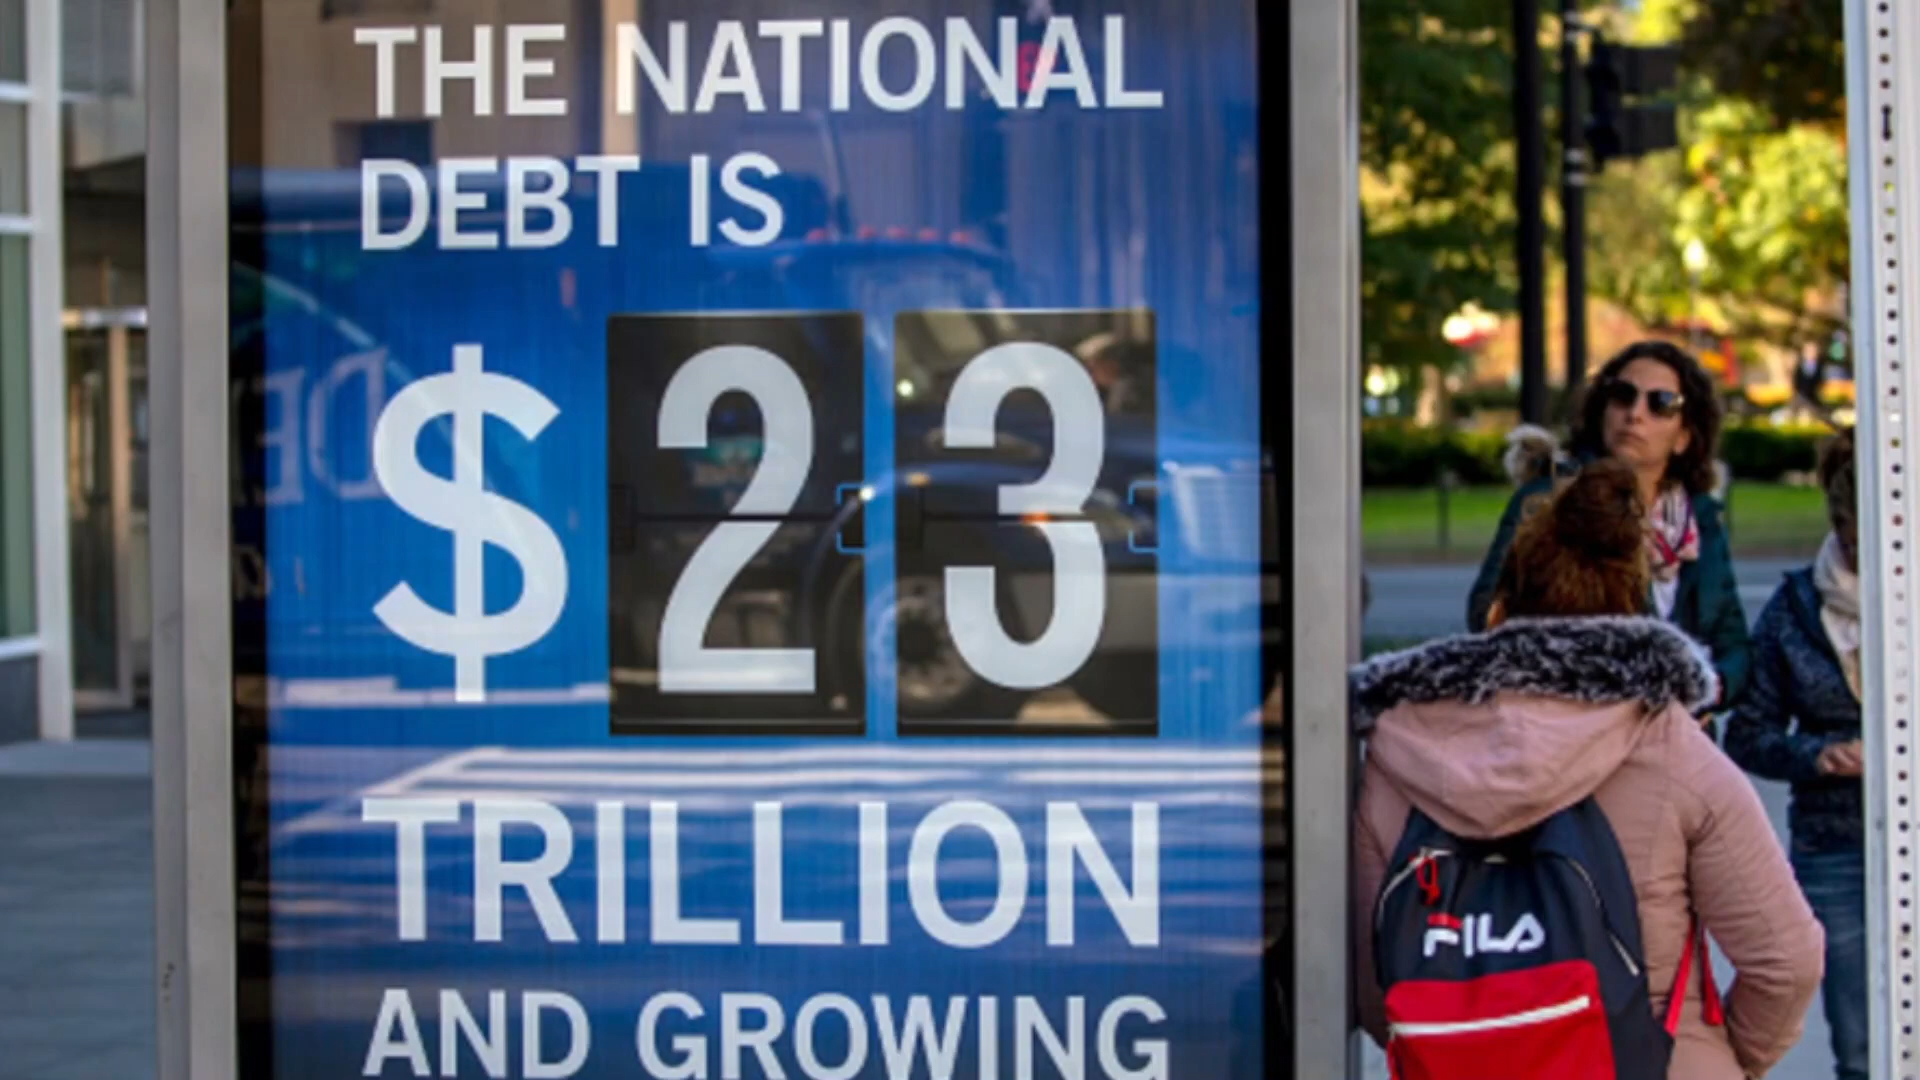 THE NATIONAL
DEBT IS
$23
TRILLION
AND GROWING
FILA